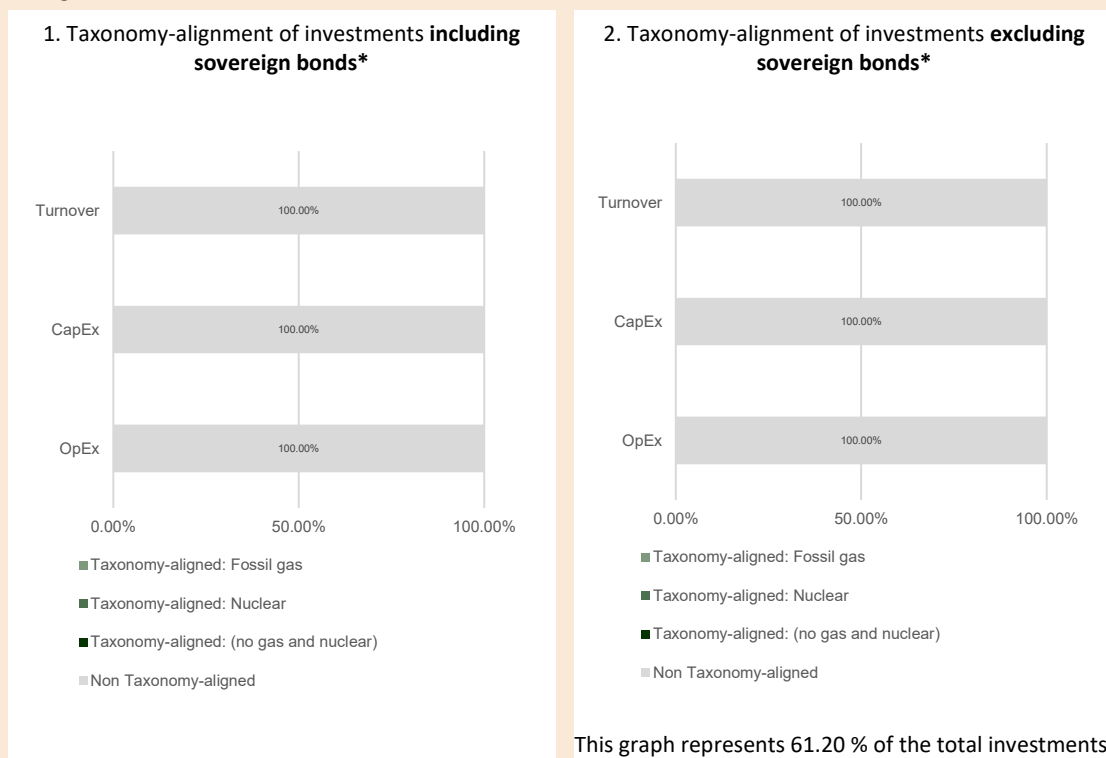 1. Taxonomy-alignment of investments including
sovereign bonds*
Turnover
100.00%
CapEx
100.00%
OpEx
100.00%
0.00%
50.00%
100.00%
Taxonomy-aligned: Fossil gas
Taxonomy-aligned: Nuclear
Taxonomy-aligned: (no gas and nuclear)
Non Taxonomy-aligned
2. Taxonomy-alignment of investments excluding
sovereign bonds*
Turnover
100.00%
CapEx
100.00%
OpEx
100.00%
0.00%
50.00%
100.00%
Taxonomy-aligned: Fossil gas
Taxonomy-aligned: Nuclear
Taxonomy-aligned: (no gas and nuclear)
Non Taxonomy-aligned
This graph represents 61.20 % of the total investments